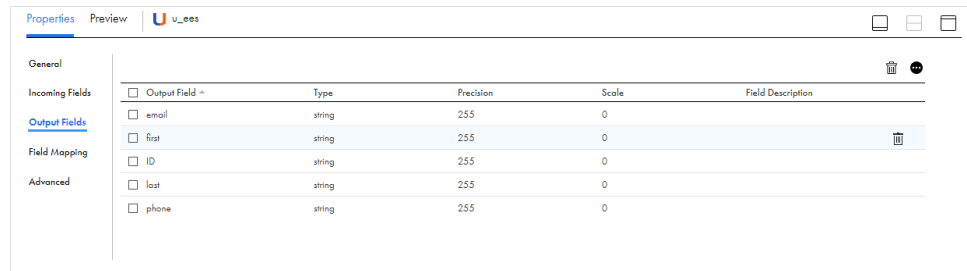 Properties Preview u_ees
General
Incoming Fields
Output Fields
Field Mapping
Advanced
Output Field Type Precision Scale Field Description
email string 255 0
first string 255 0
ID string 255 0
last string 255 0
phone string 255 0